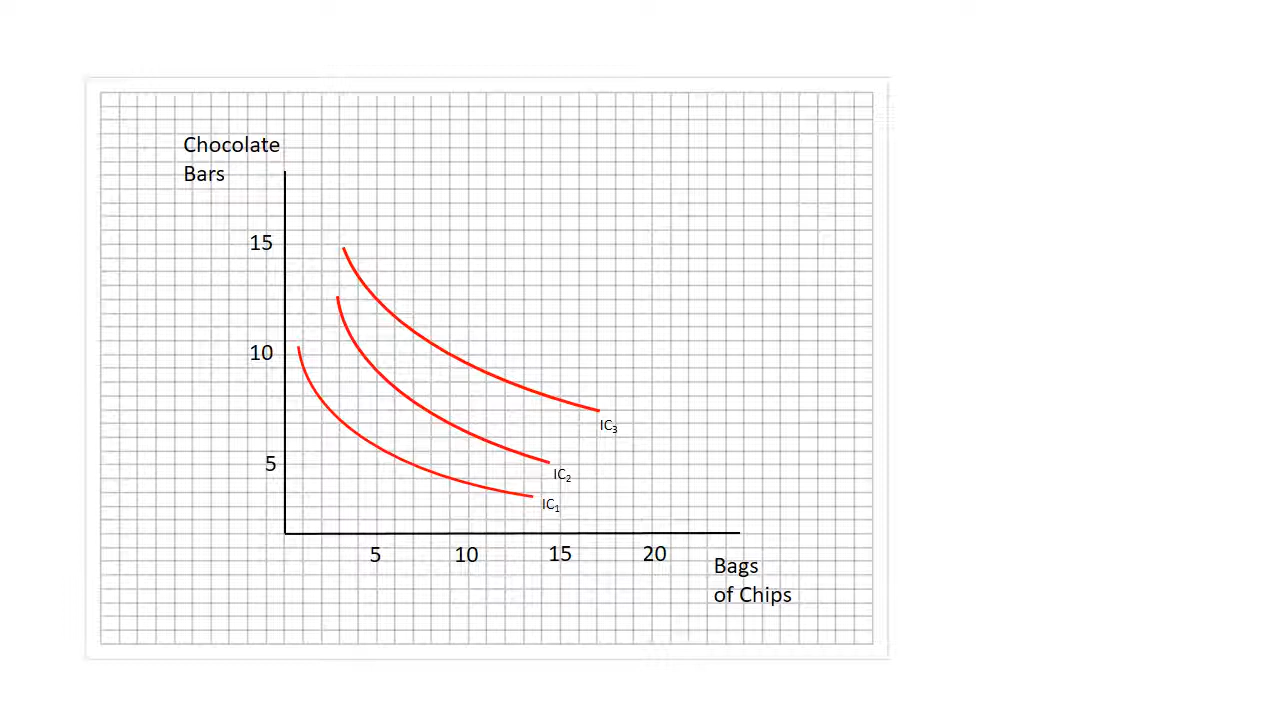 Chocolate
Bars
15
10
5
IC₃
IC₂
IC₁
5 10 15 20
Bags
of Chips